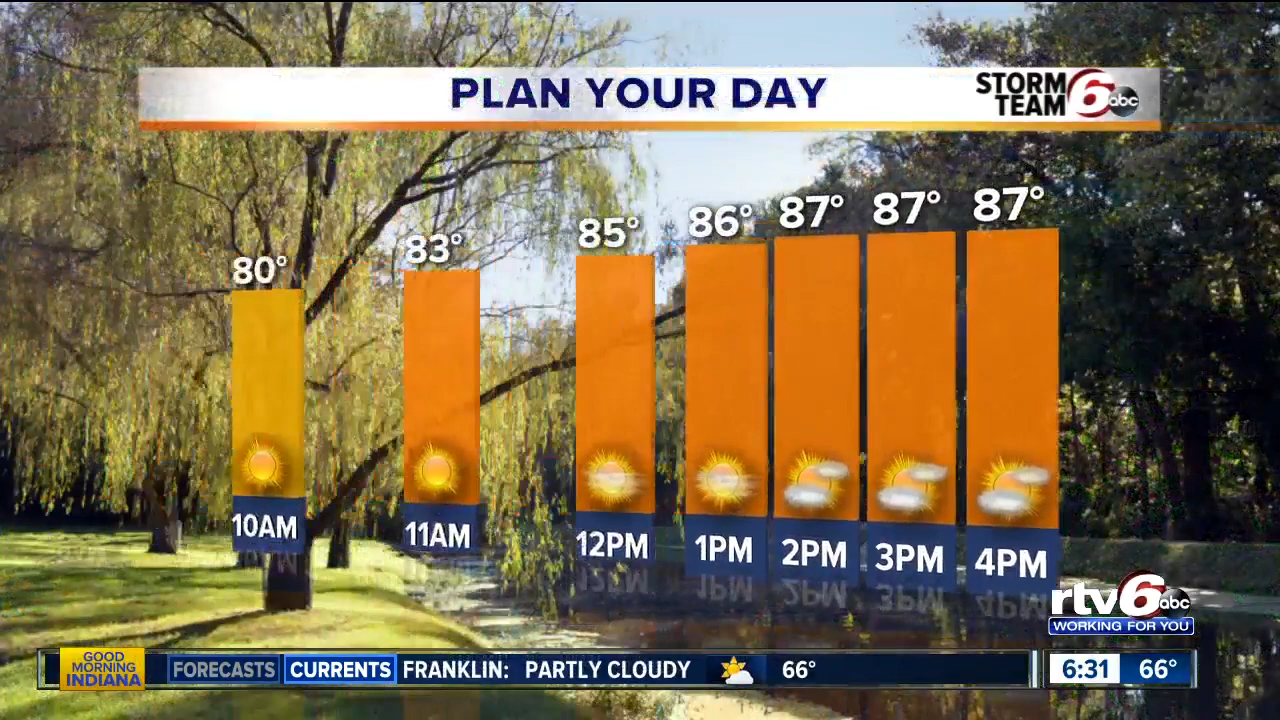 PLAN YOUR DAY
STORM
TEAM 6 abc
80° 83° 85° 86° 87° 87° 87°
10AM 11AM 12PM 1PM 2PM 3PM 4PM
rtv6 abc
WORKING FOR YOU
GOOD
MORNING
INDIANA
FORECASTS CURRENTS FRANKLIN: PARTLY CLOUDY 66°
6:31 66°